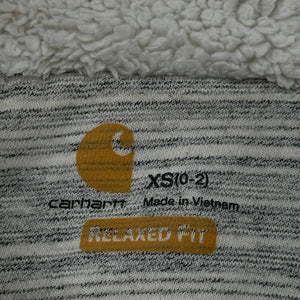 XS(0-2)
carhartt Made in Vietnam
RELAXED FIT